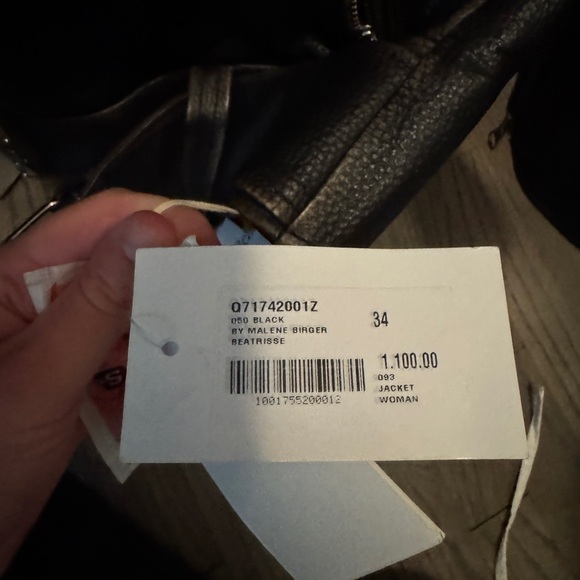 Q71742001Z
050 BLACK
BY MALENE BIRGER
BEATRISSE
34
1.100.00
093
JACKET
WOMAN
1001755200012